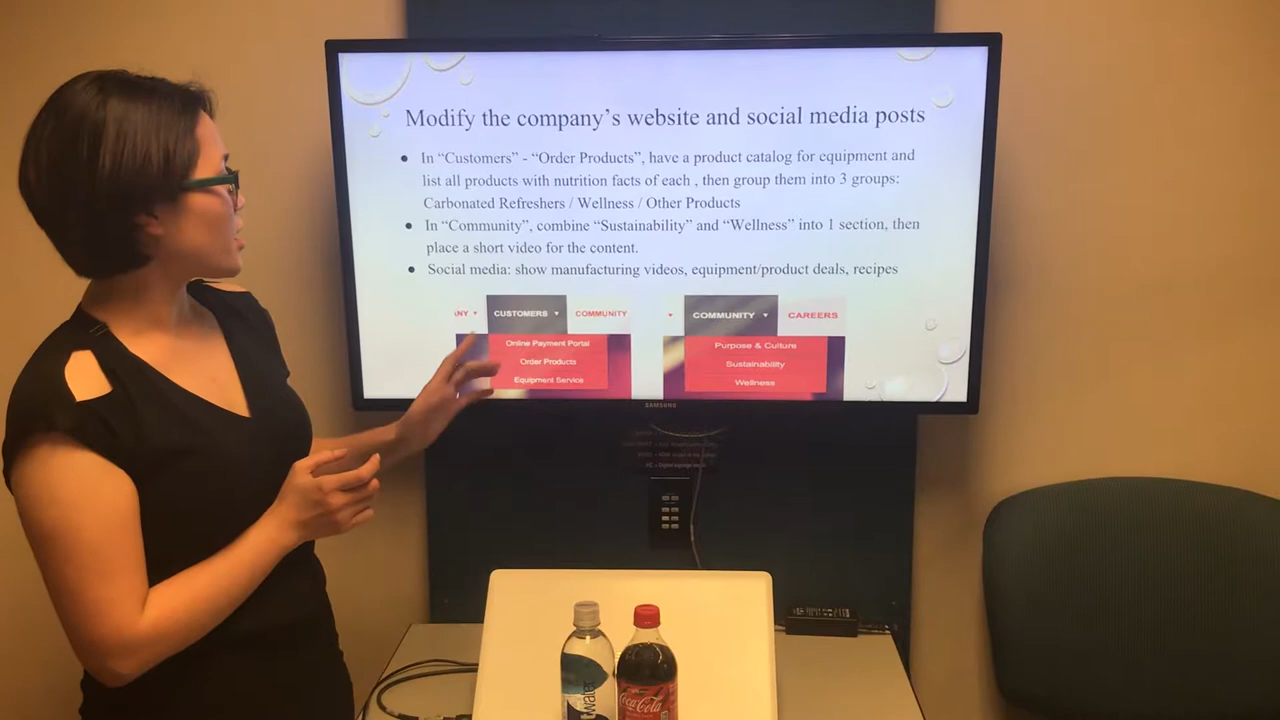 Modify the company's website and social media posts
● In “Customers” - “Order Products”, have a product catalog for equipment and
list all products with nutrition facts of each , then group them into 3 groups:
Carbonated Refreshers / Wellness / Other Products
● In “Community”, combine “Sustainability” and “Wellness” into 1 section, then
place a short video for the content.
● Social media: show manufacturing videos, equipment/product deals, recipes
NY ▾ CUSTOMERS ▾ COMMUNITY
Online Payment Portal
Order Products
Equipment Service
▾ COMMUNITY ▾ CAREERS
Purpose & Culture
Sustainability
Wellness
SAMSUNG
water
Coca-Cola